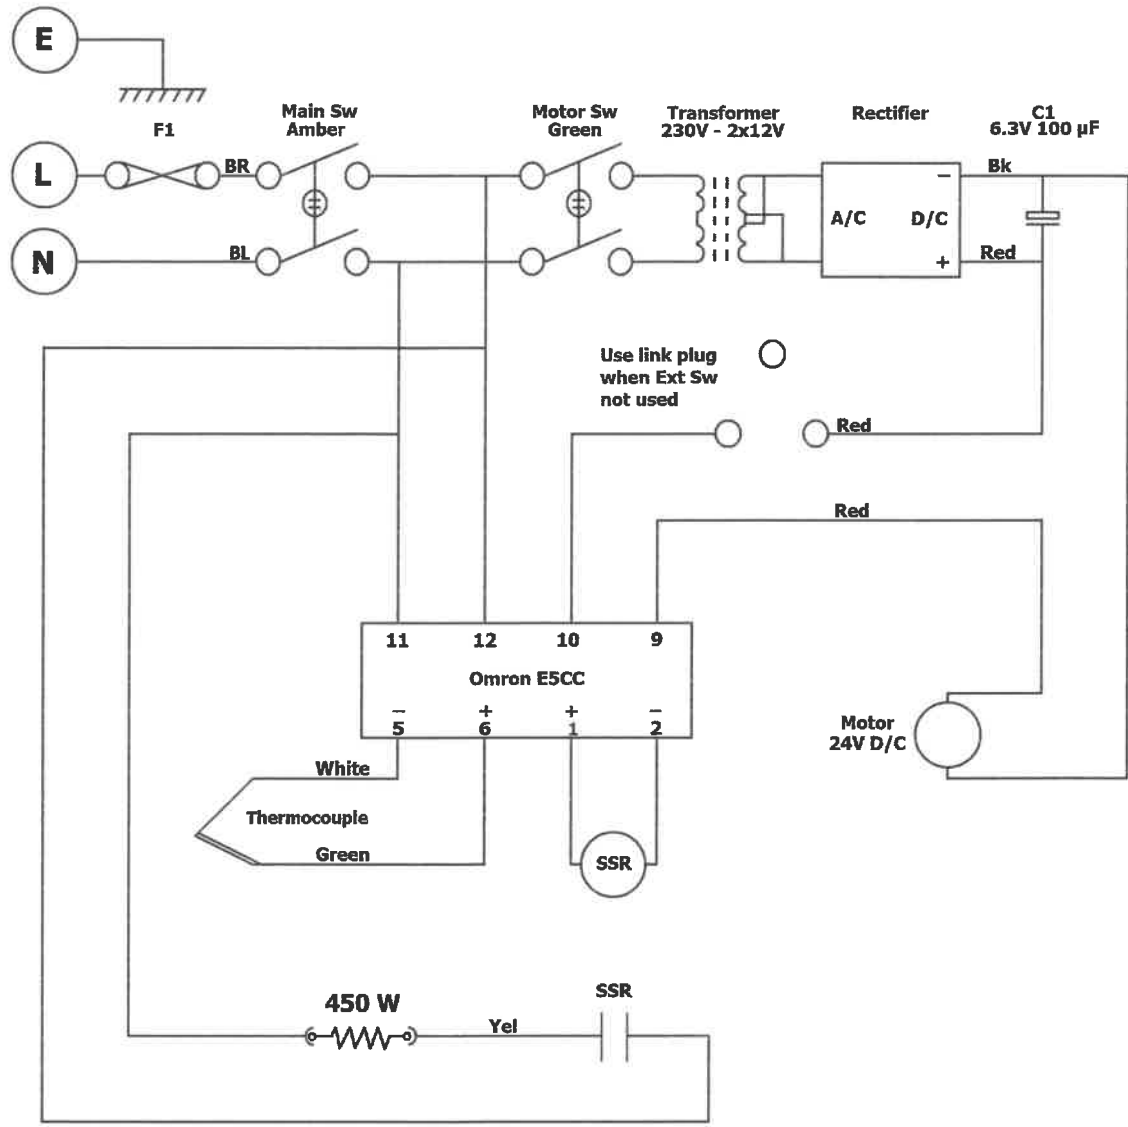 E
F1
Main Sw
Amber
Motor Sw
Green
Transformer
230V - 2x12V
Rectifier
C1
6.3V 100 µF
L
BR
A/C
D/C
−
Bk
N
BL
+
Red
Use link plug
when Ext Sw
not used
Red
Red
11
12
10
9
Omron E5CC
−
+
+
−
5
6
1
2
Motor
24V D/C
White
Thermocouple
Green
SSR
450 W
Yel
SSR